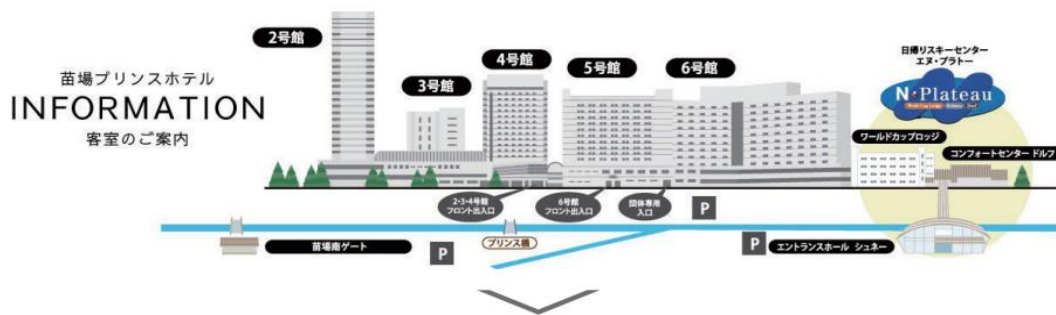 苗場プリンスホテル
INFORMATION
客室のご案内
2号館
3号館
4号館
5号館
6号館
日帰りスキーセンター
エヌ・プラトー
N・Plateau
ワールドカップロッジ
コンフォートセンター ドルフ
2・3・4号館
フロント出入口
6号館
フロント出入口
団体専用
入口
P
苗場南ゲート
P
プリンス橋
P
エントランスホール シュネー